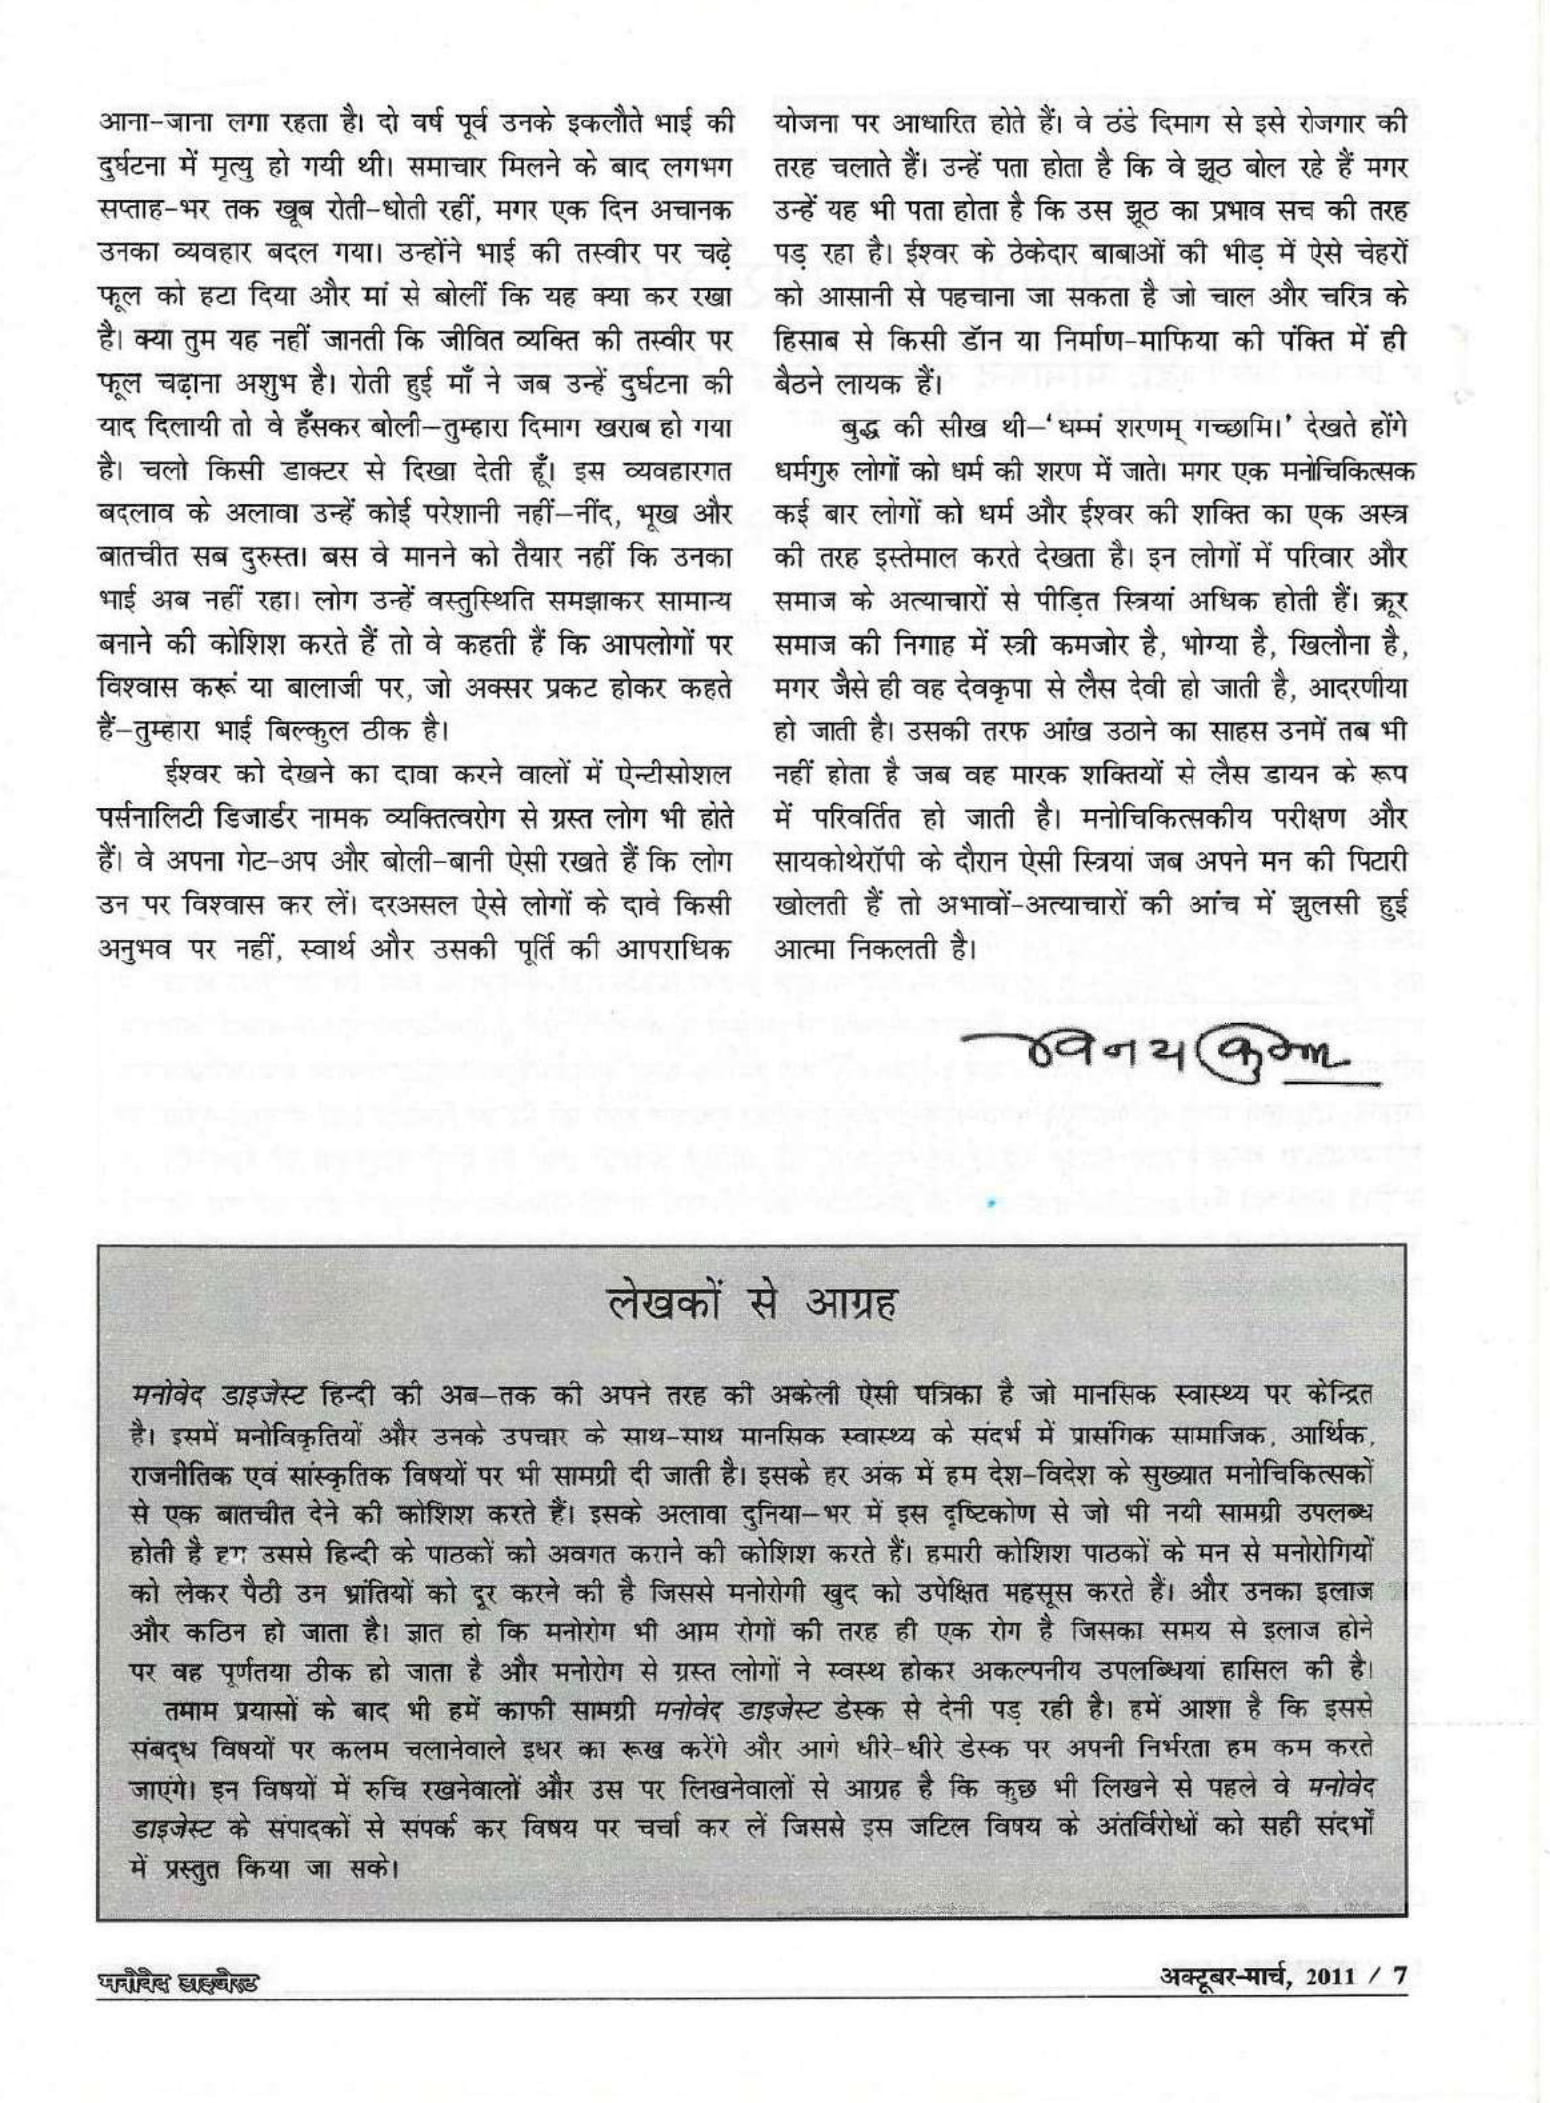 आना-जाना लगा रहता है। दो वर्ष पूर्व उनके इकलौते भाई की
दुर्घटना में मृत्यु हो गयी थी। समाचार मिलने के बाद लगभग
सप्ताह-भर तक खूब रोती-धोती रहीं, मगर एक दिन अचानक
उनका व्यवहार बदल गया। उन्होंने भाई की तस्वीर पर चढ़े
फूल को हटा दिया और मां से बोलीं कि यह क्या कर रखा
है। क्या तुम यह नहीं जानती कि जीवित व्यक्ति की तस्वीर पर
फूल चढ़ाना अशुभ है। रोती हुई माँ ने जब उन्हें दुर्घटना की
याद दिलायी तो वे हँसकर बोली–तुम्हारा दिमाग खराब हो गया
है। चलो किसी डाक्टर से दिखा देती हूँ। इस व्यवहारगत
बदलाव के अलावा उन्हें कोई परेशानी नहीं–नींद, भूख और
बातचीत सब दुरुस्त। बस वे मानने को तैयार नहीं कि उनका
भाई अब नहीं रहा। लोग उन्हें वस्तुस्थिति समझाकर सामान्य
बनाने की कोशिश करते हैं तो वे कहती हैं कि आपलोगों पर
विश्वास करूं या बालाजी पर, जो अक्सर प्रकट होकर कहते
हैं–तुम्हारा भाई बिल्कुल ठीक है।
ईश्वर को देखने का दावा करने वालों में ऐन्टीसोशल
पर्सनालिटी डिजार्डर नामक व्यक्तित्वरोग से ग्रस्त लोग भी होते
हैं। वे अपना गेट-अप और बोली-बानी ऐसी रखते हैं कि लोग
उन पर विश्वास कर लें। दरअसल ऐसे लोगों के दावे किसी
अनुभव पर नहीं, स्वार्थ और उसकी पूर्ति की आपराधिक
योजना पर आधारित होते हैं। वे ठंडे दिमाग से इसे रोजगार की
तरह चलाते हैं। उन्हें पता होता है कि वे झूठ बोल रहे हैं मगर
उन्हें यह भी पता होता है कि उस झूठ का प्रभाव सच की तरह
पड़ रहा है। ईश्वर के ठेकेदार बाबाओं की भीड़ में ऐसे चेहरों
को आसानी से पहचाना जा सकता है जो चाल और चरित्र के
हिसाब से किसी डॉन या निर्माण-माफिया की पंक्ति में ही
बैठने लायक हैं।
बुद्ध की सीख थी–‘धम्मं शरणम् गच्छामि।’ देखते होंगे
धर्मगुरु लोगों को धर्म की शरण में जाते। मगर एक मनोचिकित्सक
कई बार लोगों को धर्म और ईश्वर की शक्ति का एक अस्त्र
की तरह इस्तेमाल करते देखता है। इन लोगों में परिवार और
समाज के अत्याचारों से पीड़ित स्त्रियां अधिक होती हैं। क्रूर
समाज की निगाह में स्त्री कमजोर है, भोग्या है, खिलौना है,
मगर जैसे ही वह देवकृपा से लैस देवी हो जाती है, आदरणीया
हो जाती है। उसकी तरफ आंख उठाने का साहस उनमें तब भी
नहीं होता है जब वह मारक शक्तियों से लैस डायन के रूप
में परिवर्तित हो जाती है। मनोचिकित्सकीय परीक्षण और
सायकोथेरॉपी के दौरान ऐसी स्त्रियां जब अपने मन की पिटारी
खोलती हैं तो अभावों-अत्याचारों की आंच में झुलसी हुई
आत्मा निकलती है।
विनय कुमार
लेखकों से आग्रह
मनोवेद डाइजेस्ट हिन्दी की अब–तक की अपने तरह की अकेली ऐसी पत्रिका है जो मानसिक स्वास्थ्य पर केन्द्रित
है। इसमें मनोविकृतियों और उनके उपचार के साथ-साथ मानसिक स्वास्थ्य के संदर्भ में प्रासंगिक सामाजिक, आर्थिक,
राजनीतिक एवं सांस्कृतिक विषयों पर भी सामग्री दी जाती है। इसके हर अंक में हम देश-विदेश के सुख्यात मनोचिकित्सकों
से एक बातचीत देने की कोशिश करते हैं। इसके अलावा दुनिया–भर में इस दृष्टिकोण से जो भी नयी सामग्री उपलब्ध
होती है हम उससे हिन्दी के पाठकों को अवगत कराने की कोशिश करते हैं। हमारी कोशिश पाठकों के मन से मनोरोगियों
को लेकर पैठी उन भ्रांतियों को दूर करने की है जिससे मनोरोगी खुद को उपेक्षित महसूस करते हैं। और उनका इलाज
और कठिन हो जाता है। ज्ञात हो कि मनोरोग भी आम रोगों की तरह ही एक रोग है जिसका समय से इलाज होने
पर वह पूर्णतया ठीक हो जाता है और मनोरोग से ग्रस्त लोगों ने स्वस्थ होकर अकल्पनीय उपलब्धियां हासिल की है।
तमाम प्रयासों के बाद भी हमें काफी सामग्री मनोवेद डाइजेस्ट डेस्क से देनी पड़ रही है। हमें आशा है कि इससे
संबद्ध विषयों पर कलम चलानेवाले इधर का रूख करेंगे और आगे धीरे-धीरे डेस्क पर अपनी निर्भरता हम कम करते
जाएंगे। इन विषयों में रुचि रखनेवालों और उस पर लिखनेवालों से आग्रह है कि कुछ भी लिखने से पहले वे मनोवेद
डाइजेस्ट के संपादकों से संपर्क कर विषय पर चर्चा कर लें जिससे इस जटिल विषय के अंतर्विरोधों को सही संदर्भों
में प्रस्तुत किया जा सके।
मनोवेद डाइजेस्ट
अक्टूबर-मार्च, 2011 / 7